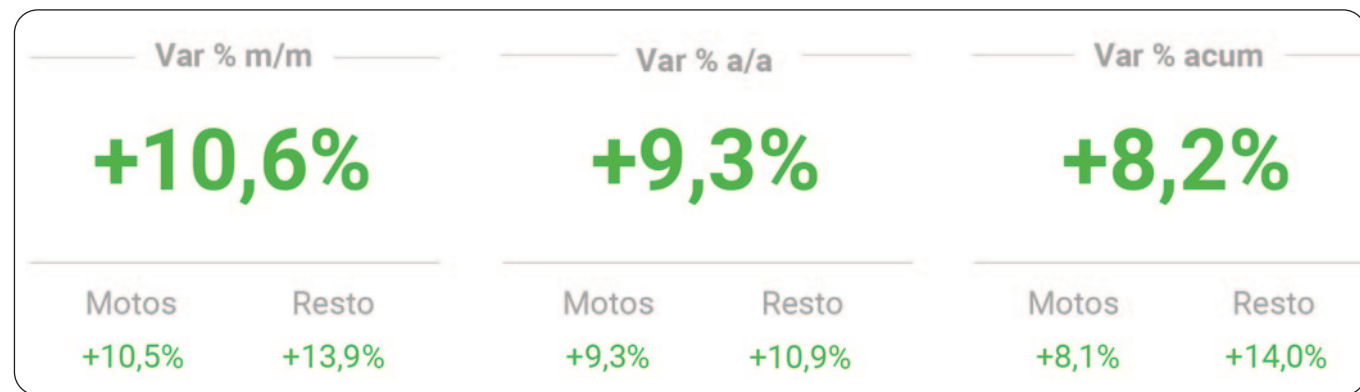 Var % m/m
+10,6%
Motos Resto
+10,5% +13,9%
Var % a/a
+9,3%
Motos Resto
+9,3% +10,9%
Var % acum
+8,2%
Motos Resto
+8,1% +14,0%